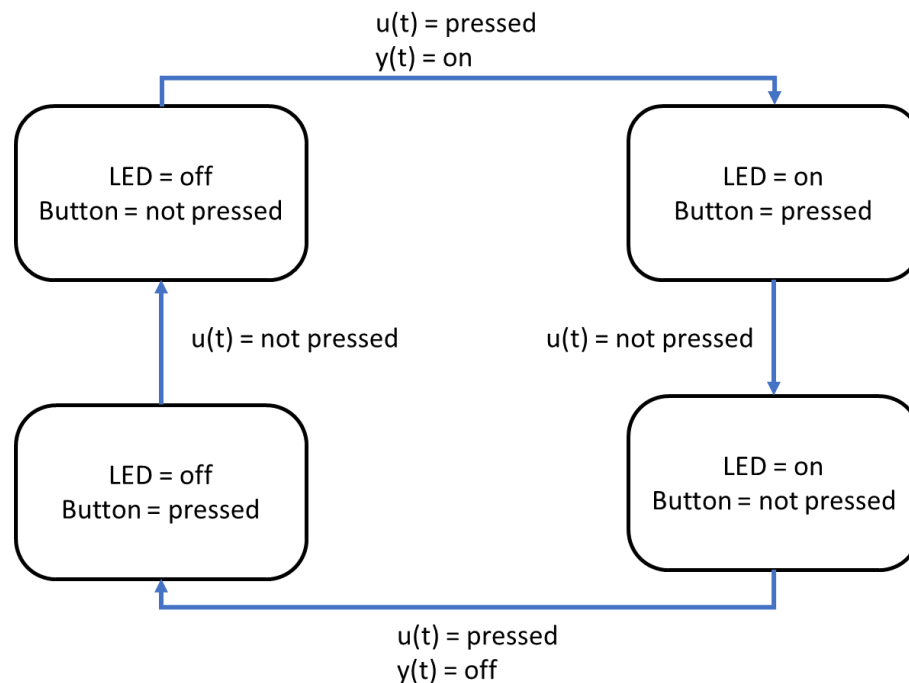 u(t) = pressed
y(t) = on
LED = off
Button = not pressed
LED = on
Button = pressed
u(t) = not pressed
u(t) = not pressed
LED = off
Button = pressed
LED = on
Button = not pressed
u(t) = pressed
y(t) = off